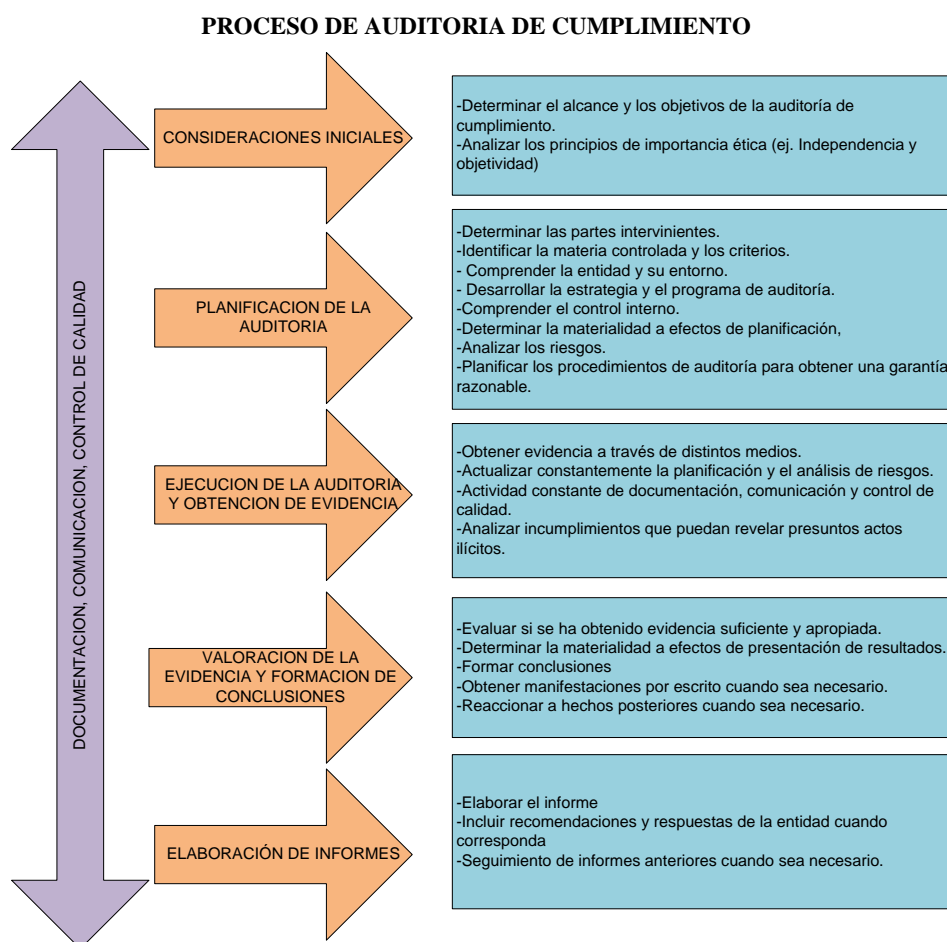 PROCESO DE AUDITORIA DE CUMPLIMIENTO
DOCUMENTACION, COMUNICACION, CONTROL DE CALIDAD
CONSIDERACIONES INICIALES
-Determinar el alcance y los objetivos de la auditoría de
cumplimiento.
-Analizar los principios de importancia ética (ej. Independencia y
objetividad)
PLANIFICACION DE LA
AUDITORIA
-Determinar las partes intervinientes.
-Identificar la materia controlada y los criterios.
- Comprender la entidad y su entorno.
- Desarrollar la estrategia y el programa de auditoría.
-Comprender el control interno.
-Determinar la materialidad a efectos de planificación,
-Analizar los riesgos.
-Planificar los procedimientos de auditoría para obtener una garantía
razonable.
EJECUCION DE LA AUDITORIA
Y OBTENCION DE EVIDENCIA
-Obtener evidencia a través de distintos medios.
-Actualizar constantemente la planificación y el análisis de riesgos.
-Actividad constante de documentación, comunicación y control de
calidad.
-Analizar incumplimientos que puedan revelar presuntos actos
ilícitos.
VALORACION DE LA
EVIDENCIA Y FORMACION DE
CONCLUSIONES
-Evaluar si se ha obtenido evidencia suficiente y apropiada.
-Determinar la materialidad a efectos de presentación de resultados.
-Formar conclusiones
-Obtener manifestaciones por escrito cuando sea necesario.
-Reaccionar a hechos posteriores cuando sea necesario.
ELABORACIÓN DE INFORMES
-Elaborar el informe
-Incluir recomendaciones y respuestas de la entidad cuando
corresponda
-Seguimiento de informes anteriores cuando sea necesario.